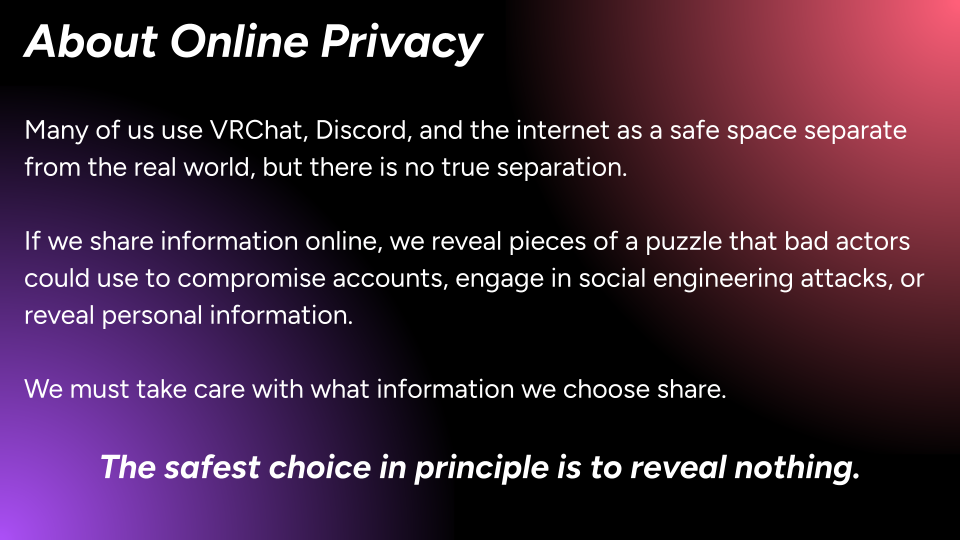 About Online Privacy
Many of us use VRChat, Discord, and the internet as a safe space separate
from the real world, but there is no true separation.
If we share information online, we reveal pieces of a puzzle that bad actors
could use to compromise accounts, engage in social engineering attacks, or
reveal personal information.
We must take care with what information we choose share.
The safest choice in principle is to reveal nothing.